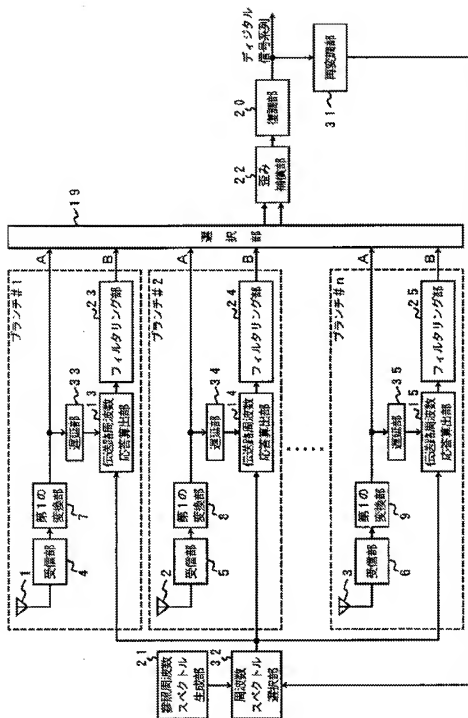 ディジタル
信号系列
再変調部
31
復調部
20
歪み
補償部
22
選択部
19
A
B
A
B
A
B
ブランチ#1
1
受信部
4
第1の
変換部
7
遅延部
33
伝送路周波数
応答算出部
13
フィルタリング部
23
ブランチ#2
2
受信部
5
第1の
変換部
8
遅延部
34
伝送路周波数
応答算出部
14
フィルタリング部
24
ブランチ#n
3
受信部
6
第1の
変換部
9
遅延部
35
伝送路周波数
応答算出部
15
フィルタリング部
25
参照周波数
スペクトル
生成部
21
周波数
スペクトル
選択部
32